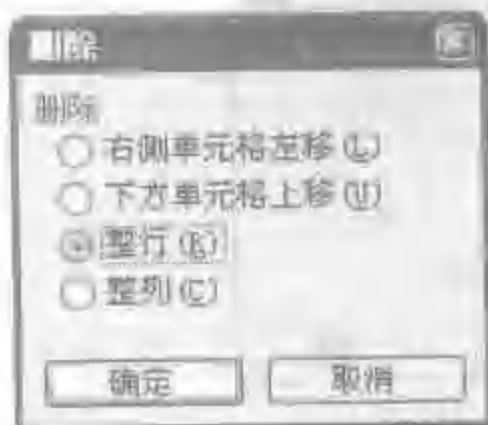 删除
删除
右侧单元格左移(L)
下方单元格上移(U)
整行(R)
整列(C)
确定
取消